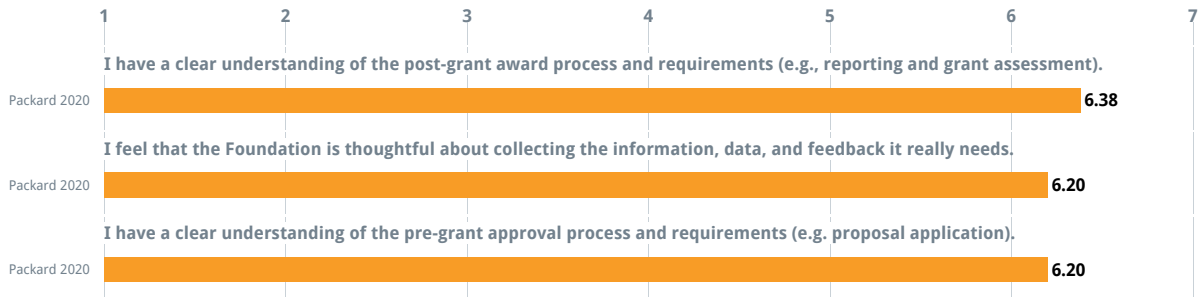 1 2 3 4 5 6 7
I have a clear understanding of the post-grant award process and requirements (e.g., reporting and grant assessment).
Packard 2020 6.38
I feel that the Foundation is thoughtful about collecting the information, data, and feedback it really needs.
Packard 2020 6.20
I have a clear understanding of the pre-grant approval process and requirements (e.g. proposal application).
Packard 2020 6.20